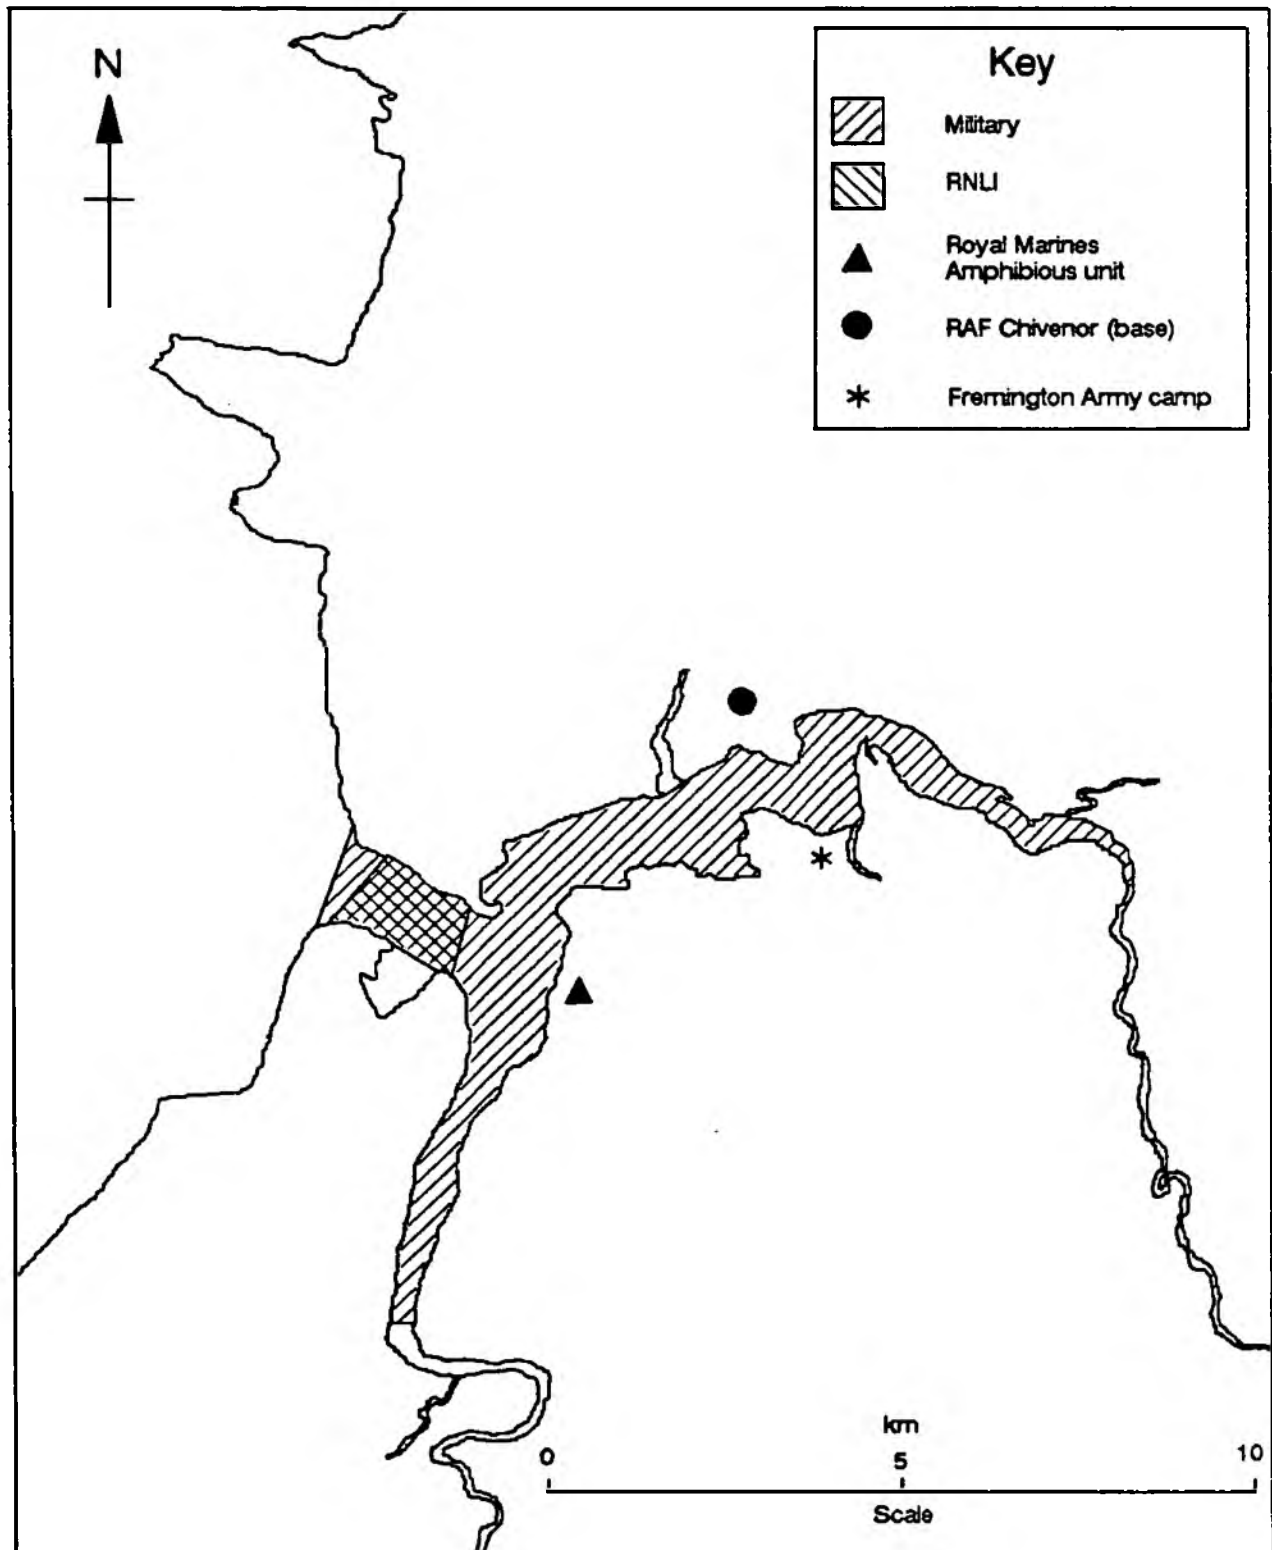 N
Key
Military
RNLI
Royal Marines
Amphibious unit
RAF Chivenor (base)
Fremington Army camp
km
0 5 10
Scale